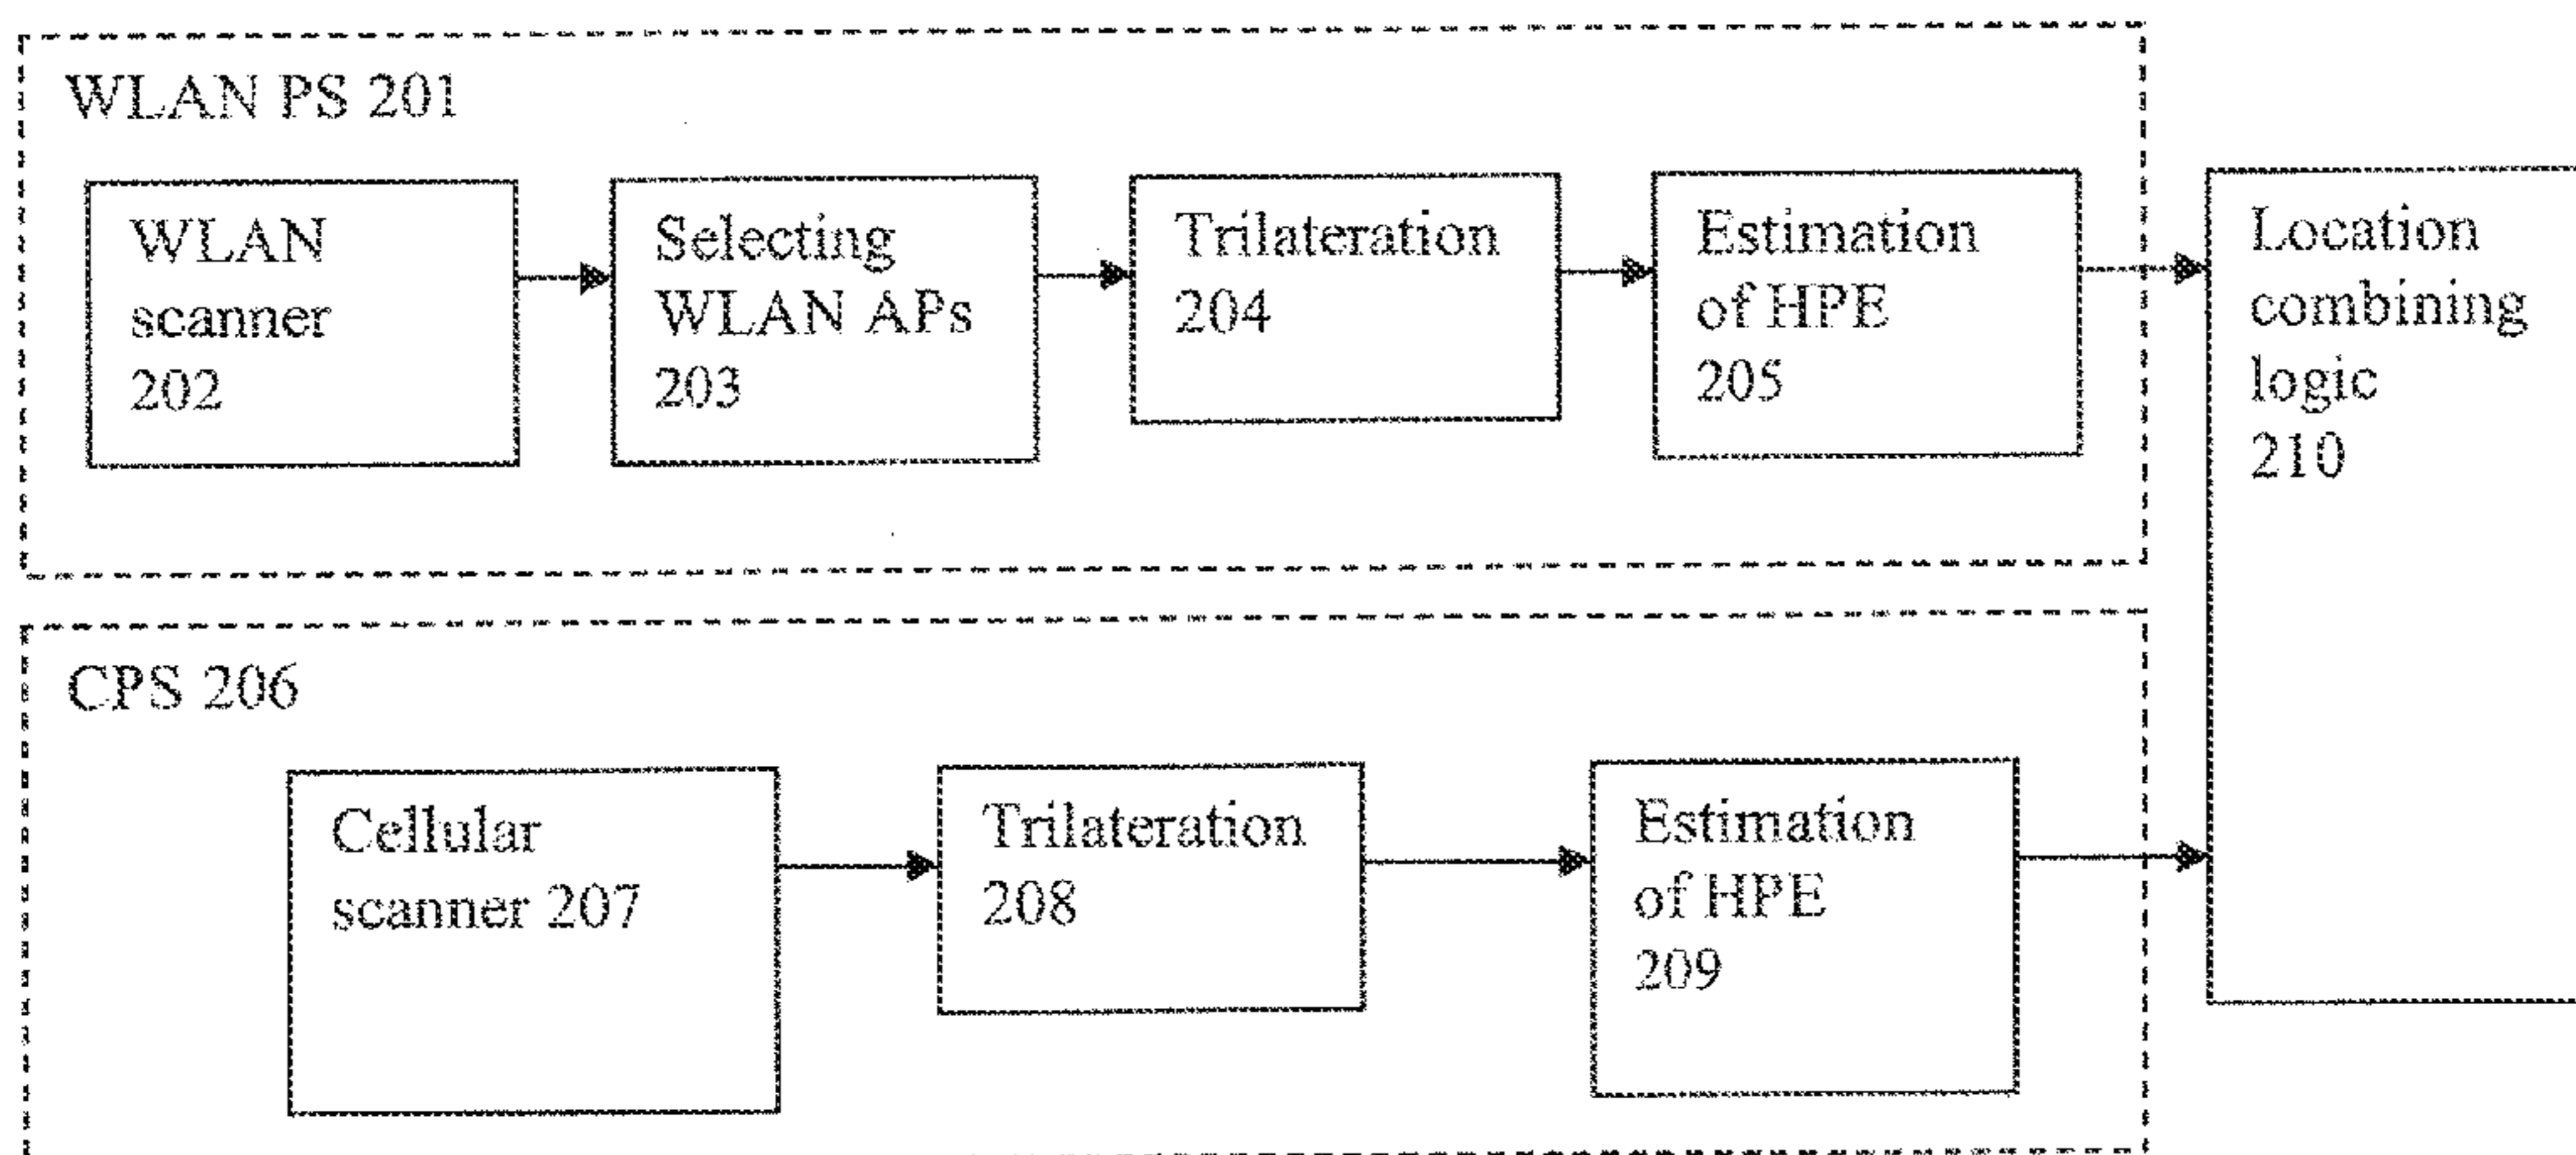 WLAN PS 201
WLAN
scanner
202
Selecting
WLAN APs
203
Trilateration
204
Estimation
of HPE
205
Location
combining
logic
210
CPS 206
Cellular
scanner 207
Trilateration
208
Estimation
of HPE
209